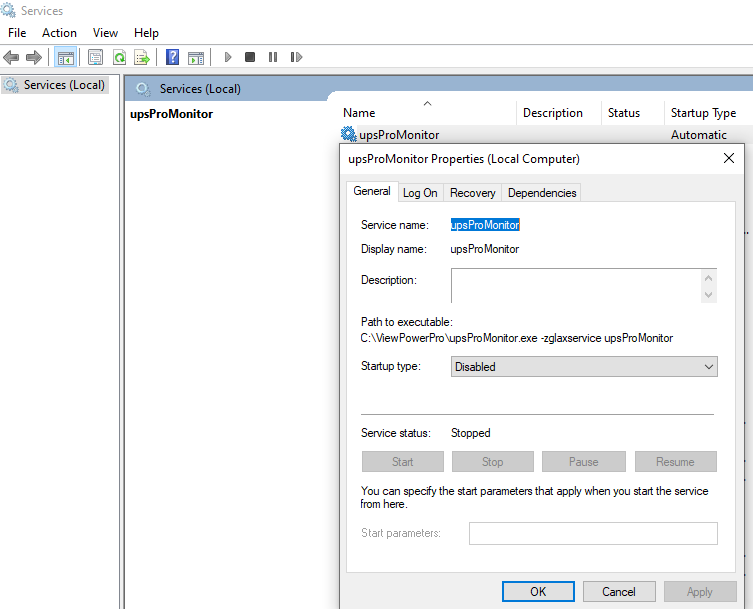 Services
File Action View Help
Services (Local)
Services (Local)
upsProMonitor
Name Description Status Startup Type
upsProMonitor Automatic
upsProMonitor Properties (Local Computer)
General Log On Recovery Dependencies
Service name: upsProMonitor
Display name: upsProMonitor
Description:
Path to executable:
C:\ViewPowerPro\upsProMonitor.exe -zglaxservice upsProMonitor
Startup type: Disabled
Service status: Stopped
Start Stop Pause Resume
You can specify the start parameters that apply when you start the service
from here.
Start parameters:
OK Cancel Apply